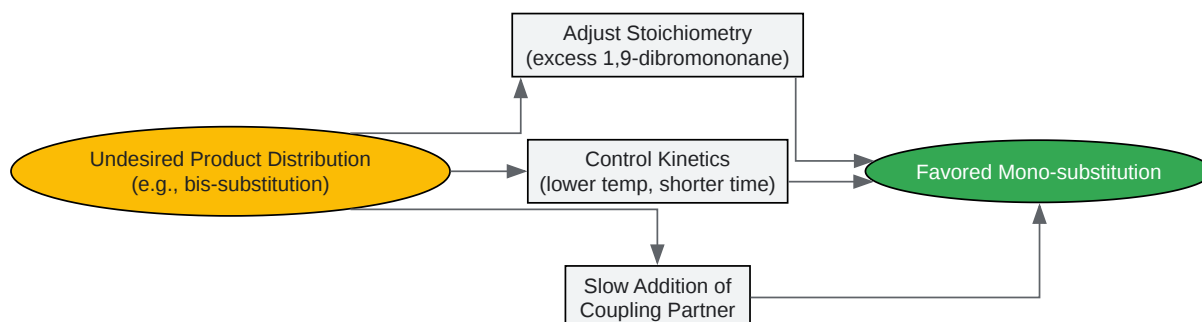 Adjust Stoichiometry
(excess 1,9-dibromononane)
Undesired Product Distribution
(e.g., bis-substitution)
Control Kinetics
(lower temp, shorter time)
Favored Mono-substitution
Slow Addition of
Coupling Partner